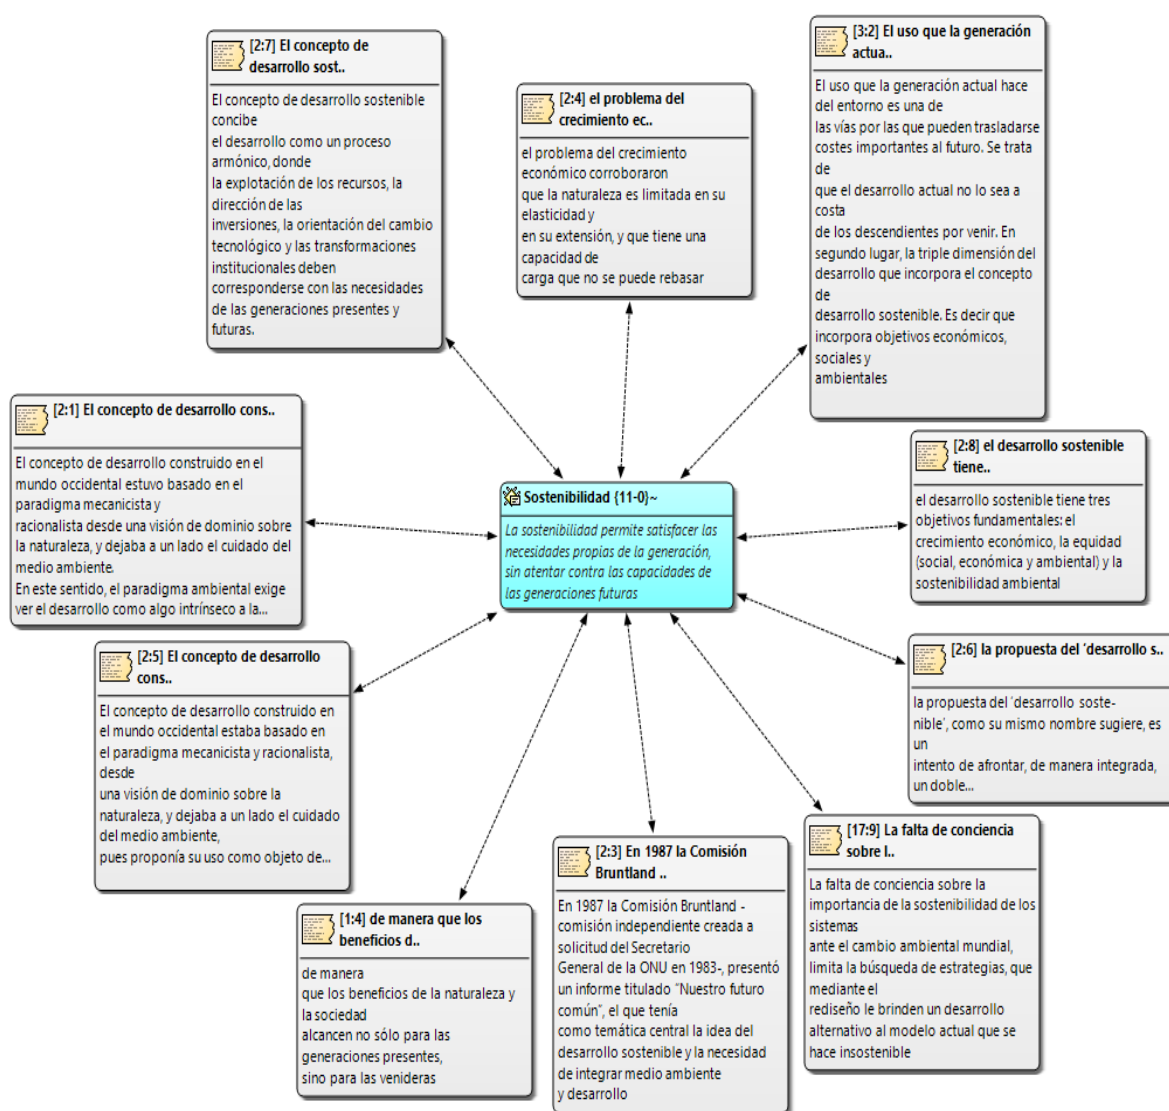 [2:7] El concepto de
desarrollo sost..
El concepto de desarrollo sostenible
concibe
el desarrollo como un proceso
armónico, donde
la explotación de los recursos, la
dirección de las
inversiones, la orientación del cambio
tecnológico y las transformaciones
institucionales deben
corresponderse con las necesidades
de las generaciones presentes y
futuras.
[2:4] el problema del
crecimiento ec..
el problema del crecimiento
económico corroboraron
que la naturaleza es limitada en su
elasticidad y
en su extensión, y que tiene una
capacidad de
carga que no se puede rebasar
[3:2] El uso que la generación
actua..
El uso que la generación actual hace
del entorno es una de
las vías por las que pueden trasladarse
costes importantes al futuro. Se trata
de
que el desarrollo actual no lo sea a
costa
de los descendientes por venir. En
segundo lugar, la triple dimensión del
desarrollo que incorpora el concepto
de
desarrollo sostenible. Es decir que
incorpora objetivos económicos,
sociales y
ambientales
[2:1] El concepto de desarrollo cons..
El concepto de desarrollo construido en el
mundo occidental estuvo basado en el
paradigma mecanicista y
racionalista desde una visión de dominio sobre
la naturaleza, y dejaba a un lado el cuidado del
medio ambiente.
En este sentido, el paradigma ambiental exige
ver el desarrollo como algo intrínseco a la...
Sostenibilidad {11-0}~
La sostenibilidad permite satisfacer las
necesidades propias de la generación,
sin atentar contra las capacidades de
las generaciones futuras
[2:8] el desarrollo sostenible
tiene..
el desarrollo sostenible tiene tres
objetivos fundamentales: el
crecimiento económico, la equidad
(social, económica y ambiental) y la
sostenibilidad ambiental
[2:5] El concepto de desarrollo
cons..
El concepto de desarrollo construido en
el mundo occidental estaba basado en
el paradigma mecanicista y racionalista,
desde
una visión de dominio sobre la
naturaleza, y dejaba a un lado el cuidado
del medio ambiente,
pues proponía su uso como objeto de...
[2:6] la propuesta del ‘desarrollo s..
la propuesta del ‘desarrollo soste-
nible’, como su mismo nombre sugiere, es
un
intento de afrontar, de manera integrada,
un doble...
[1:4] de manera que los
beneficios d..
de manera
que los beneficios de la naturaleza y
la sociedad
alcancen no sólo para las
generaciones presentes,
sino para las venideras
[2:3] En 1987 la Comisión
Bruntland ..
En 1987 la Comisión Bruntland -
comisión independiente creada a
solicitud del Secretario
General de la ONU en 1983-, presentó
un informe titulado “Nuestro futuro
común”, el que tenía
como temática central la idea del
desarrollo sostenible y la necesidad
de integrar medio ambiente
y desarrollo
[17:9] La falta de conciencia
sobre l..
La falta de conciencia sobre la
importancia de la sostenibilidad de los
sistemas
ante el cambio ambiental mundial,
limita la búsqueda de estrategias, que
mediante el
rediseño le brinden un desarrollo
alternativo al modelo actual que se
hace insostenible